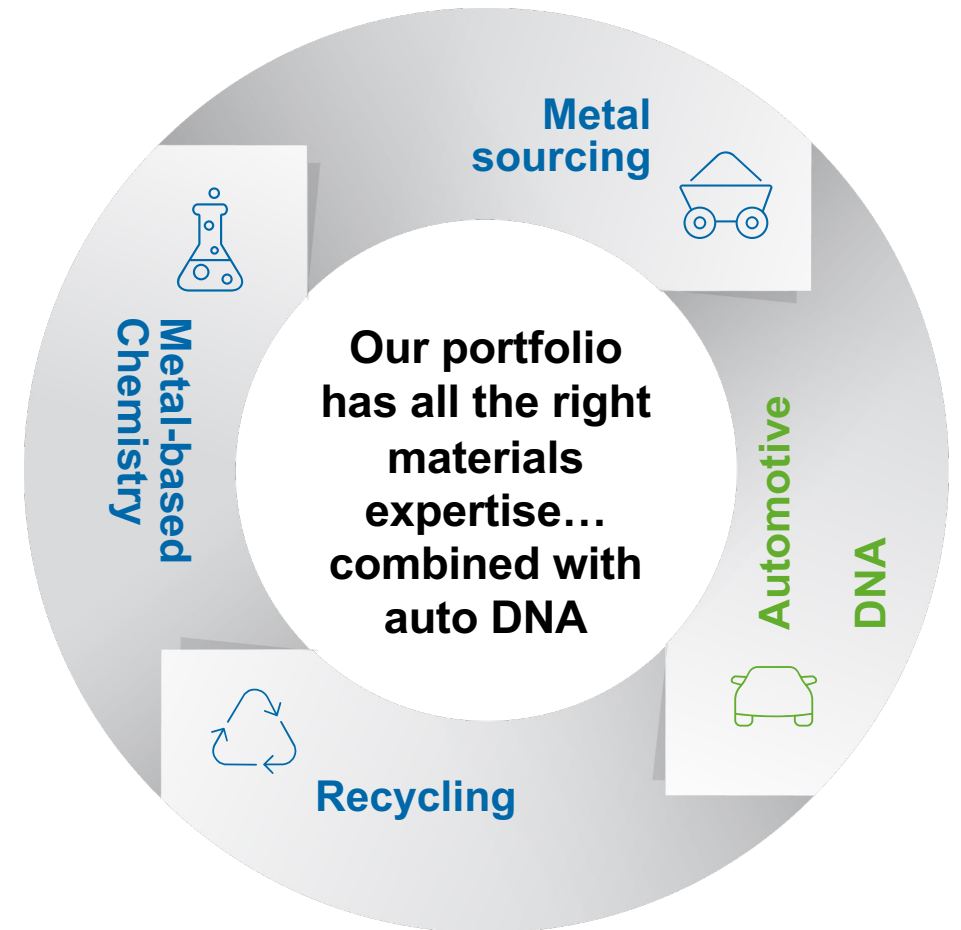 Metal
sourcing
Metal-based
Chemistry
Our portfolio
has all the right
materials
expertise…
combined with
auto DNA
Automotive
DNA
Recycling